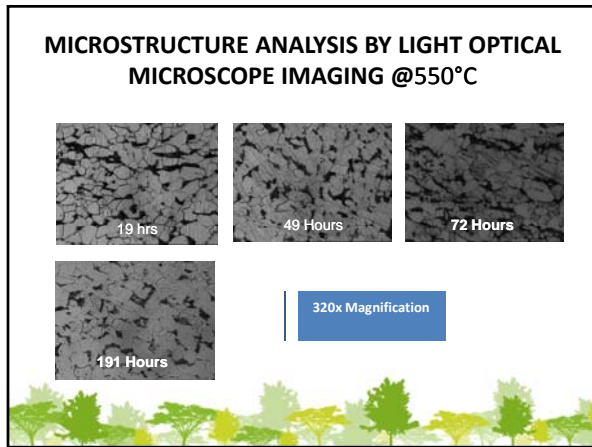 MICROSTRUCTURE ANALYSIS BY LIGHT OPTICAL
MICROSCOPE IMAGING @550°C
19 hrs
49 Hours
72 Hours
191 Hours
320x Magnification